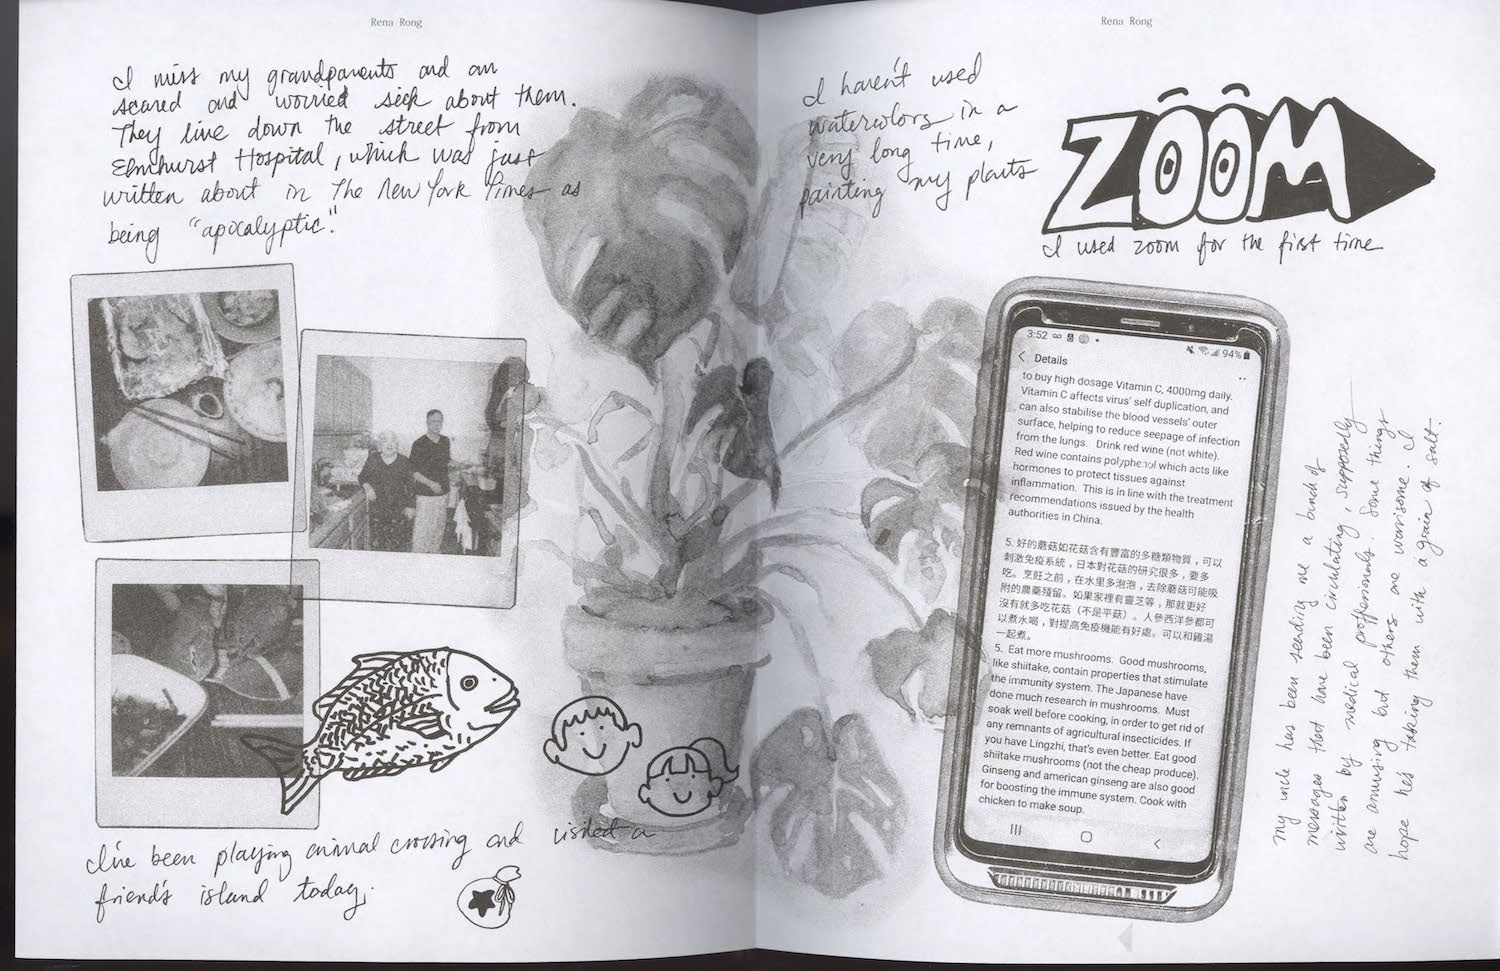 Rena Rong
I miss my grandparents and am
scared and worried sick about them.
They live down the street from
Elmhurst Hospital, which was just
written about in The New York Times as
being "apocalyptic."
I've been playing animal crossing and visited a
friend's island today.
Rena Rong
I haven't used
watercolors in a
very long time,
painting my plants
ZOOM
I used zoom for the first time
3:52
94%
Details
to buy high dosage Vitamin C, 4000mg daily.
Vitamin C affects virus' self duplication, and
can also stabilise the blood vessels' outer
surface, helping to reduce seepage of infection
from the lungs. Drink red wine (not white).
Red wine contains polyphenol which acts like
hormones to protect tissues against
inflammation. This is in line with the treatment
recommendations issued by the health
authorities in China.
5. 好的蘑菇如花菇含有豐富的多糖類物質，可以
刺激免疫系統，日本對花菇的研究很多，要多
吃。烹飪之前，在水里多泡泡，去除蘑菇可能吸
附的農藥殘留。如果家裡有靈芝等，那就更好
沒有就多吃花菇（不是平菇）。人參西洋參都可
以煮水喝，對提高免疫機能有好處。可以和雞湯
一起煮。
5. Eat more mushrooms. Good mushrooms,
like shiitake, contain properties that stimulate
the immunity system. The Japanese have
done much research in mushrooms. Must
soak well before cooking, in order to get rid of
any remnants of agricultural insecticides. If
you have Lingzhi, that's even better. Eat good
shiitake mushrooms (not the cheap produce).
Ginseng and american ginseng are also good
for boosting the immune system. Cook with
chicken to make soup.
my uncle has been sending me a bunch of
messages that have been circulating, supposedly
written by medical proffesionals. Some things
are amusing but others are worrisome. I
hope he's taking them with a grain of salt.